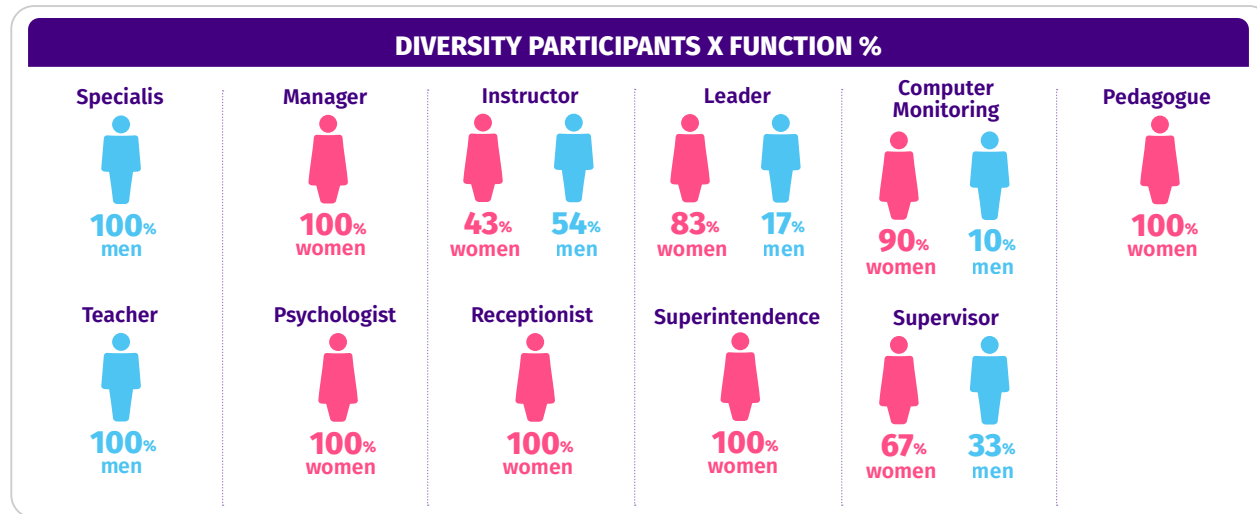 DIVERSITY PARTICIPANTS X FUNCTION %
Specialis
100%
men
Manager
100%
women
Instructor
43%
women
54%
men
Leader
83%
women
17%
men
Computer
Monitoring
90%
women
10%
men
Pedagogue
100%
women
Teacher
100%
men
Psychologist
100%
women
Receptionist
100%
women
Superintendence
100%
women
Supervisor
67%
women
33%
men